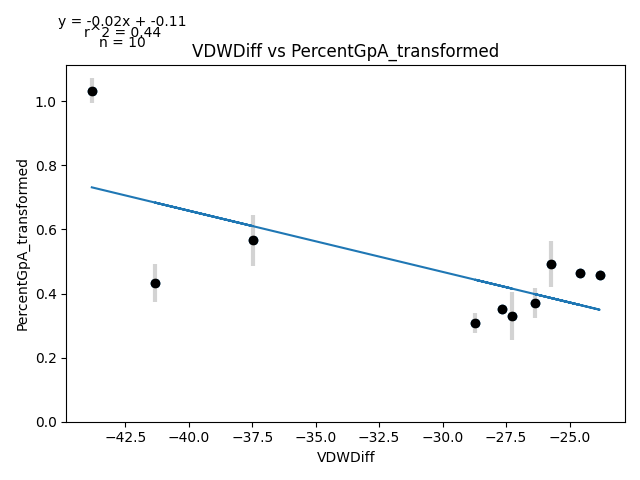 y = -0.02x + -0.11
r^2 = 0.44
n = 10
VDWDiff vs PercentGpA_transformed
PercentGpA_transformed
1.0
0.8
0.6
0.4
0.2
0.0
−42.5 −40.0 −37.5 −35.0 −32.5 −30.0 −27.5 −25.0
VDWDiff